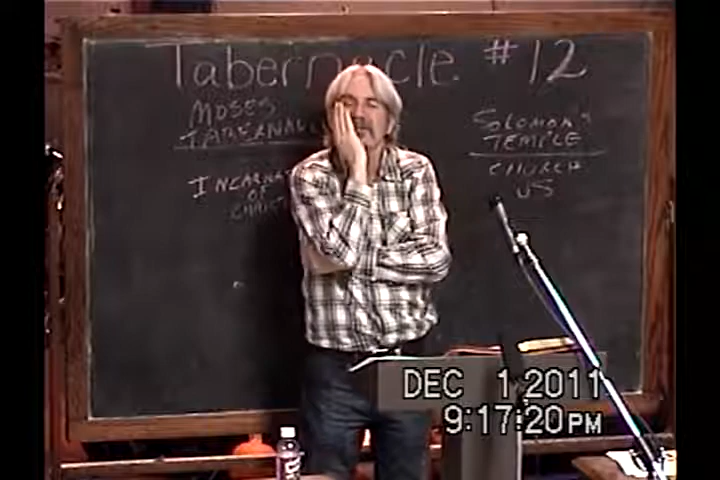 Tabernacle #12
MOSES
TABERNACLE
INCARNA
OF
CHRIST
SOLOMON'S
TEMPLE
CHURCH
US
DEC 1 2011
9:17:20 PM